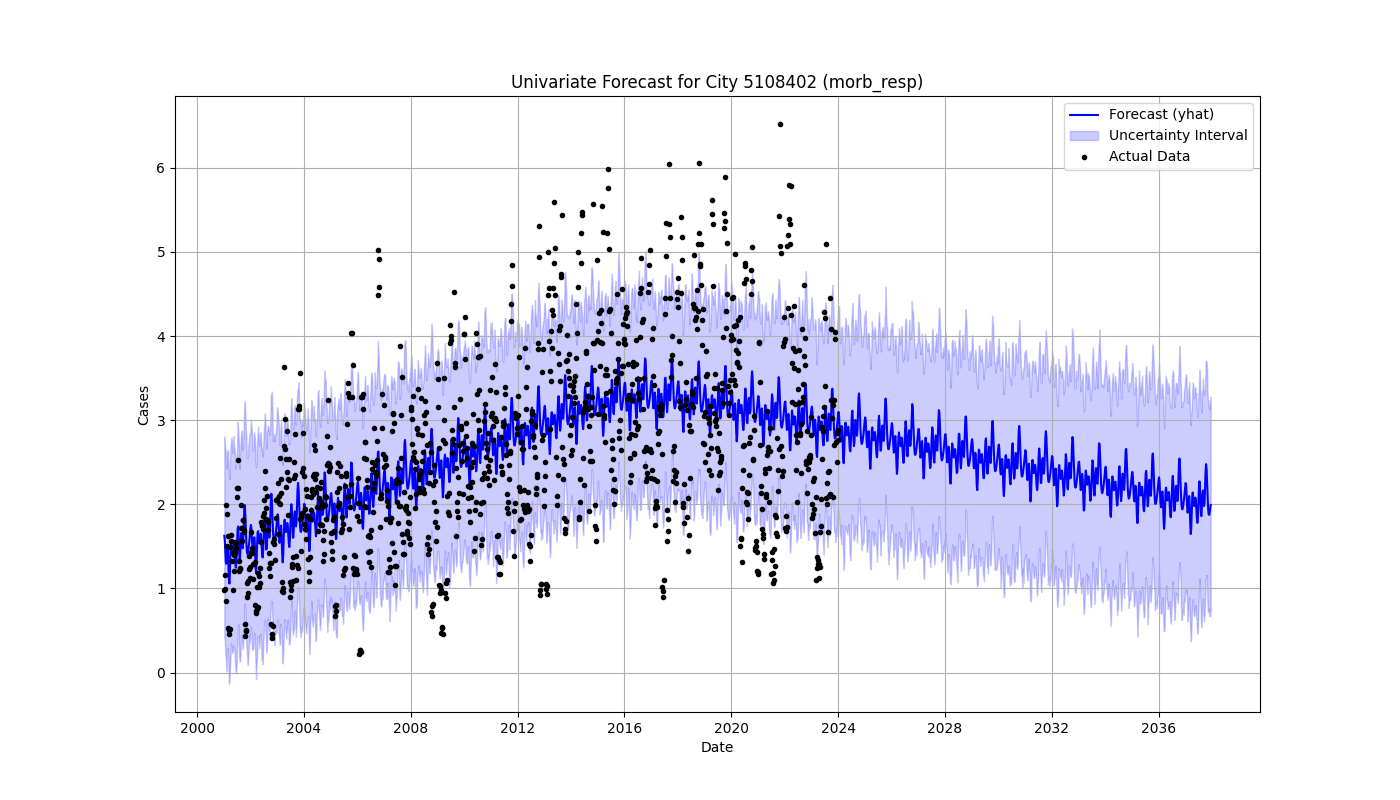 Univariate Forecast for City 5108402 (morb_resp)
Forecast (yhat)
Uncertainty Interval
Actual Data
6
5
4
3
2
1
0
Cases
2000 2004 2008 2012 2016 2020 2024 2028 2032 2036
Date